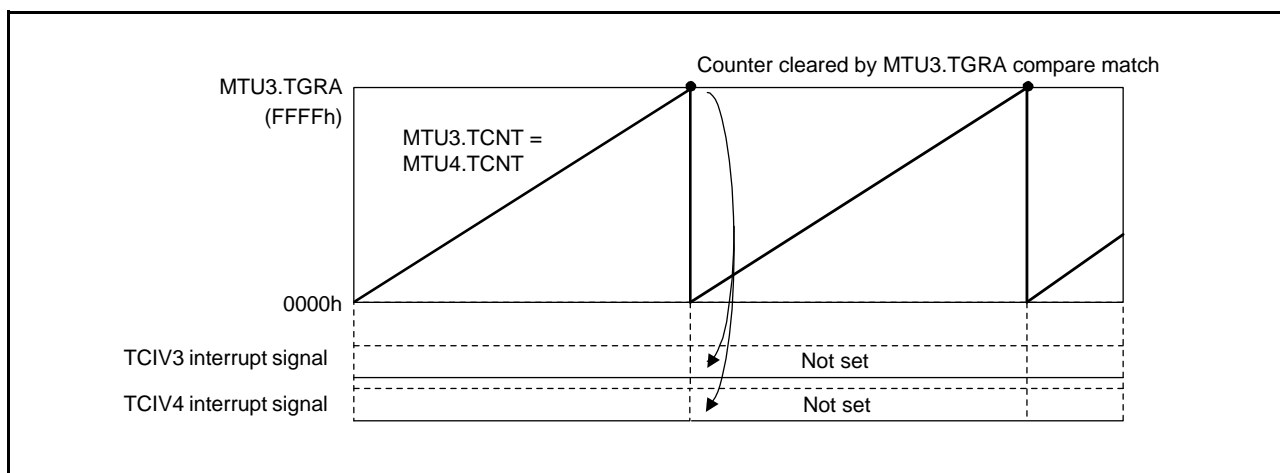 Counter cleared by MTU3.TGRA compare match
MTU3.TGRA
(FFFFh)
MTU3.TCNT =
MTU4.TCNT
0000h
TCIV3 interrupt signal
Not set
TCIV4 interrupt signal
Not set